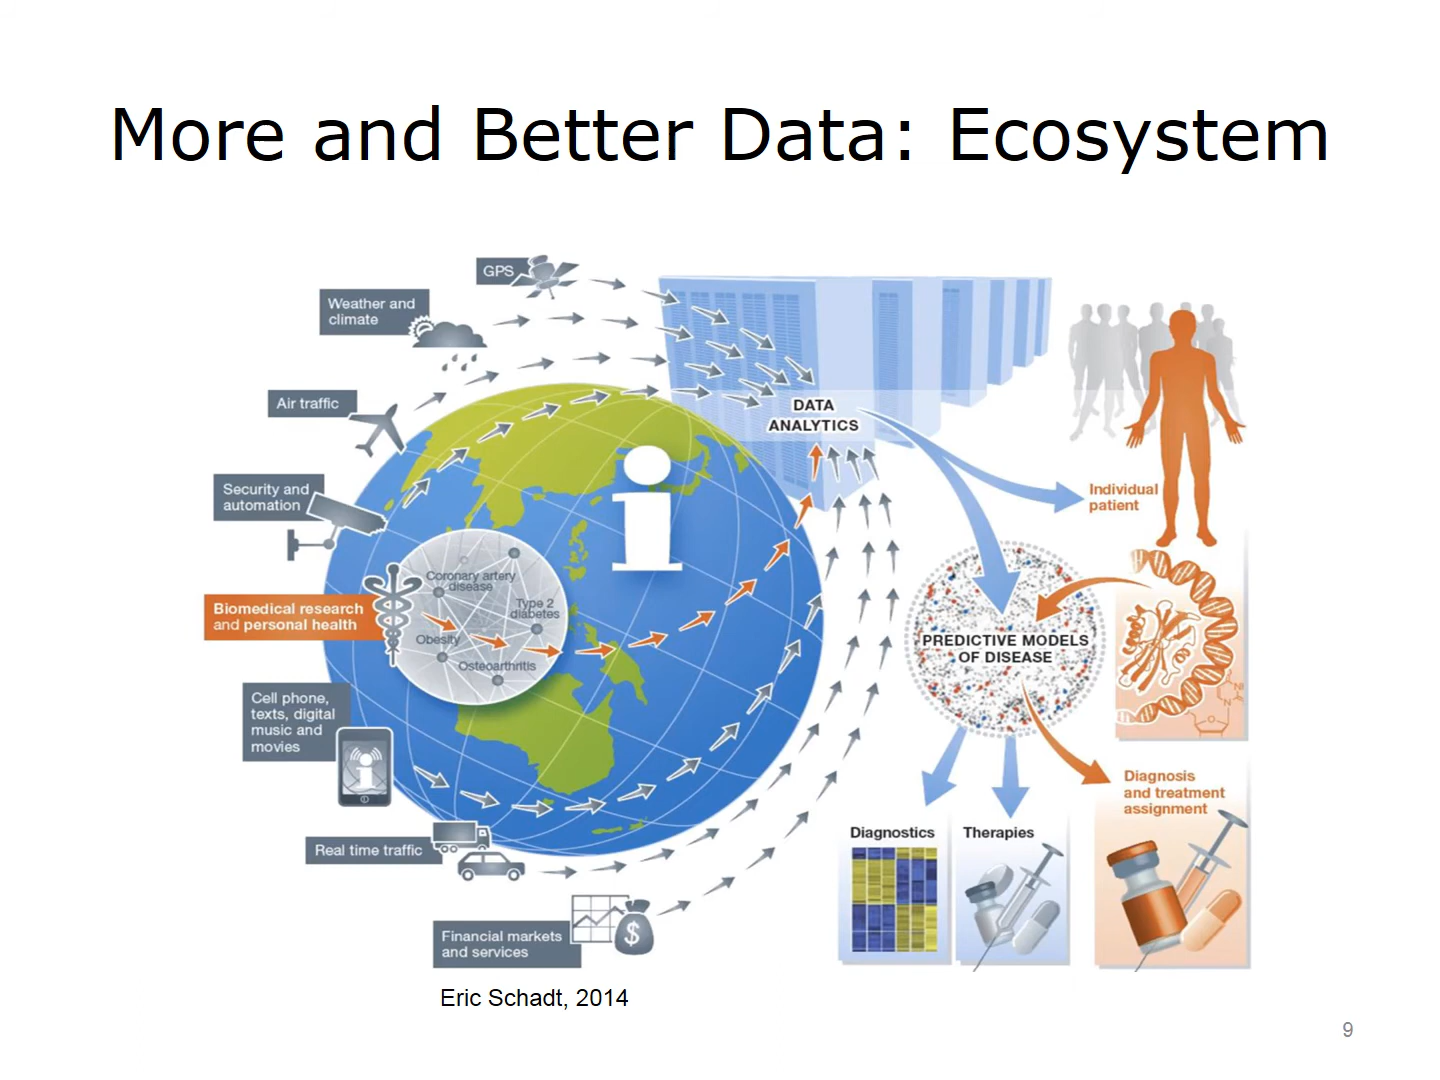 More and Better Data: Ecosystem
GPS
Weather and
climate
Air traffic
Security and
automation
Biomedical research
and personal health
Coronary artery
disease
Type 2
diabetes
Obesity
Osteoarthritis
Cell phone,
texts, digital
music and
movies
Real time traffic
Financial markets
and services
$
i
DATA
ANALYTICS
Individual
patient
PREDICTIVE MODELS
OF DISEASE
Diagnosis
and treatment
assignment
Diagnostics
Therapies
Eric Schadt, 2014
9